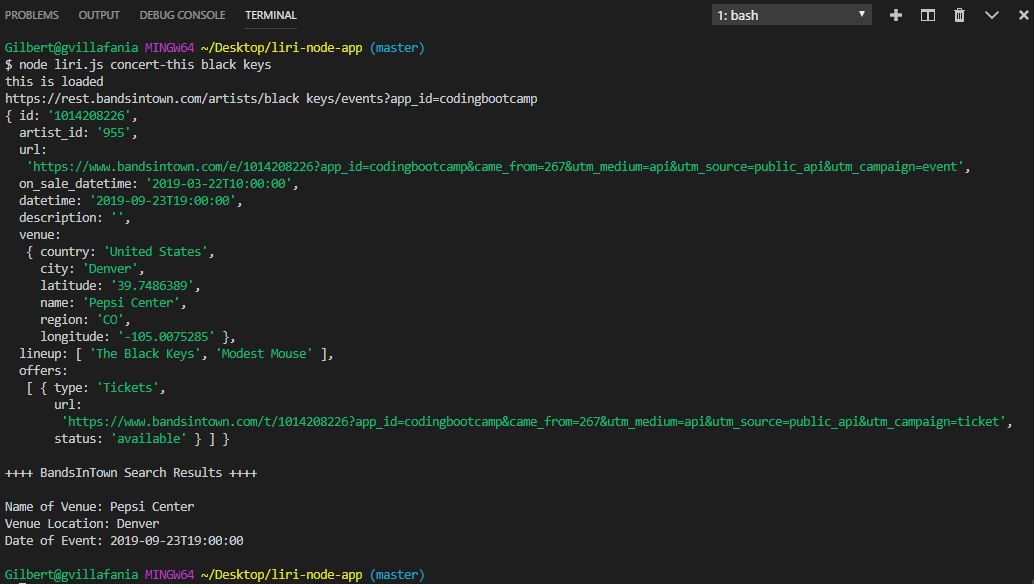 PROBLEMS OUTPUT DEBUG CONSOLE TERMINAL 1: bash
Gilbert@gvillafania MINGW64 ~/Desktop/liri-node-app (master)
$ node liri.js concert-this black keys
this is loaded
https://rest.bandsintown.com/artists/black keys/events?app_id=codingbootcamp
{ id: '1014208226',
  artist_id: '955',
  url:
   'https://www.bandsintown.com/e/1014208226?app_id=codingbootcamp&came_from=267&utm_medium=api&utm_source=public_api&utm_campaign=event',
  on_sale_datetime: '2019-03-22T10:00:00',
  datetime: '2019-09-23T19:00:00',
  description: '',
  venue:
   { country: 'United States',
     city: 'Denver',
     latitude: '39.7486389',
     name: 'Pepsi Center',
     region: 'CO',
     longitude: '-105.0075285' },
  lineup: [ 'The Black Keys', 'Modest Mouse' ],
  offers:
   [ { type: 'Tickets',
       url:
        'https://www.bandsintown.com/t/1014208226?app_id=codingbootcamp&came_from=267&utm_medium=api&utm_source=public_api&utm_campaign=ticket',
       status: 'available' } ] }
++++ BandsInTown Search Results ++++
Name of Venue: Pepsi Center
Venue Location: Denver
Date of Event: 2019-09-23T19:00:00
Gilbert@gvillafania MINGW64 ~/Desktop/liri-node-app (master)